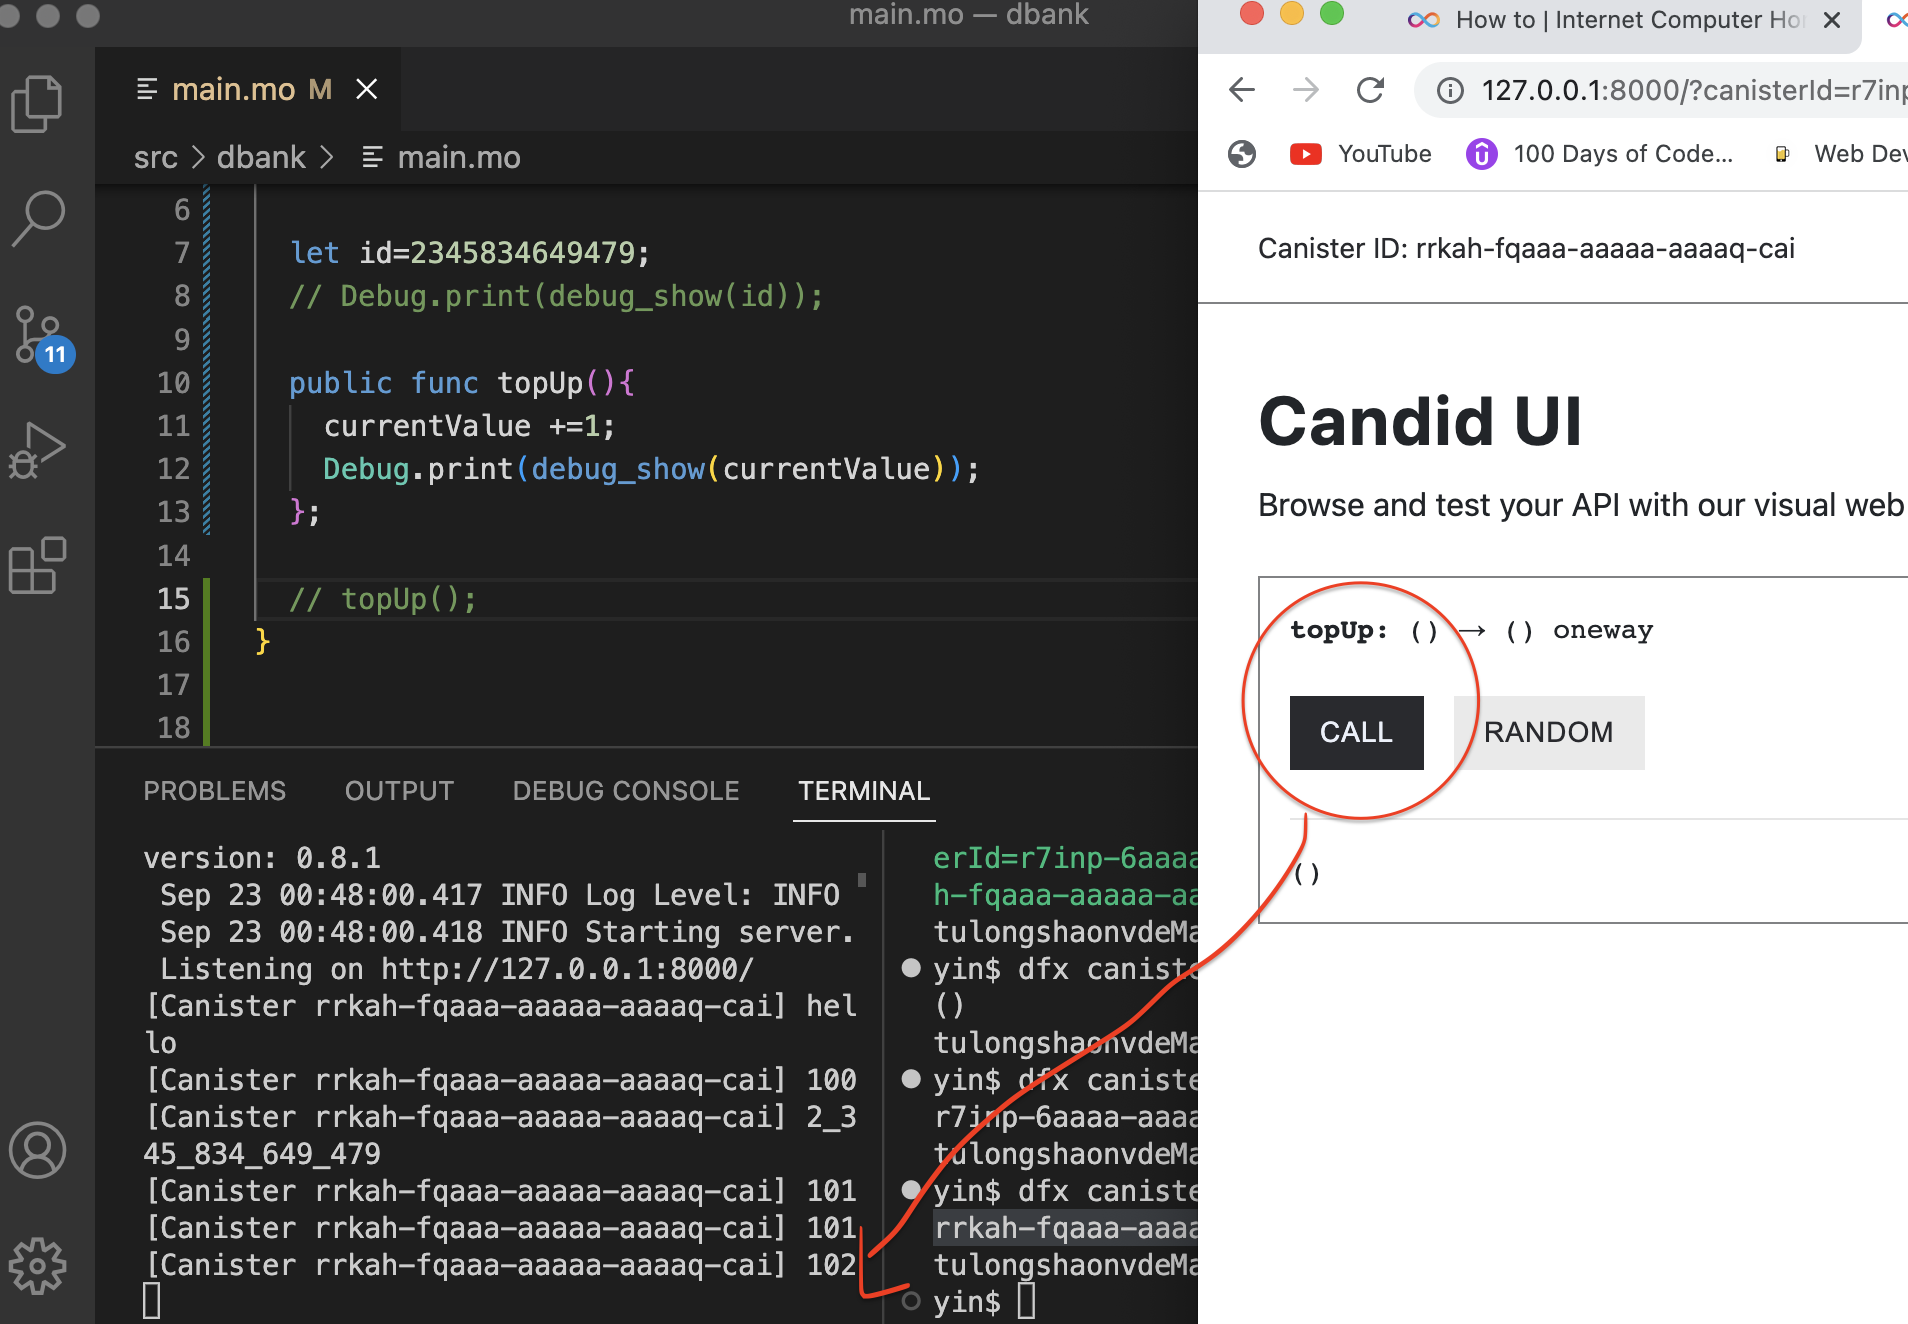 main.mo — dbank
main.mo M
src > dbank > main.mo
6
7 let id=2345834649479;
8 // Debug.print(debug_show(id));
9
10 public func topUp(){
11 currentValue +=1;
12 Debug.print(debug_show(currentValue));
13 };
14
15 // topUp();
16 }
17
18
11
PROBLEMS OUTPUT DEBUG CONSOLE TERMINAL
version: 0.8.1
Sep 23 00:48:00.417 INFO Log Level: INFO
Sep 23 00:48:00.418 INFO Starting server.
Listening on http://127.0.0.1:8000/
[Canister rrkah-fqaaa-aaaaa-aaaaq-cai] hel
lo
[Canister rrkah-fqaaa-aaaaa-aaaaq-cai] 100
[Canister rrkah-fqaaa-aaaaa-aaaaq-cai] 2_3
45_834_649_479
[Canister rrkah-fqaaa-aaaaa-aaaaq-cai] 101
[Canister rrkah-fqaaa-aaaaa-aaaaq-cai] 101
[Canister rrkah-fqaaa-aaaaa-aaaaq-cai] 102
erId=r7inp-6aaaa
h-fqaaa-aaaaa-aa
tulongshaonvdeMa
yin$ dfx caniste
()
tulongshaonvdeMa
yin$ dfx caniste
r7inp-6aaaa-aaaa
tulongshaonvdeMa
yin$ dfx caniste
rrkah-fqaaa-aaaa
tulongshaonvdeMa
yin$
How to | Internet Computer Hor
127.0.0.1:8000/?canisterId=r7inp
YouTube 100 Days of Code... Web Dev
Canister ID: rrkah-fqaaa-aaaaa-aaaaq-cai
Candid UI
Browse and test your API with our visual web
topUp: () → () oneway
CALL RANDOM
()